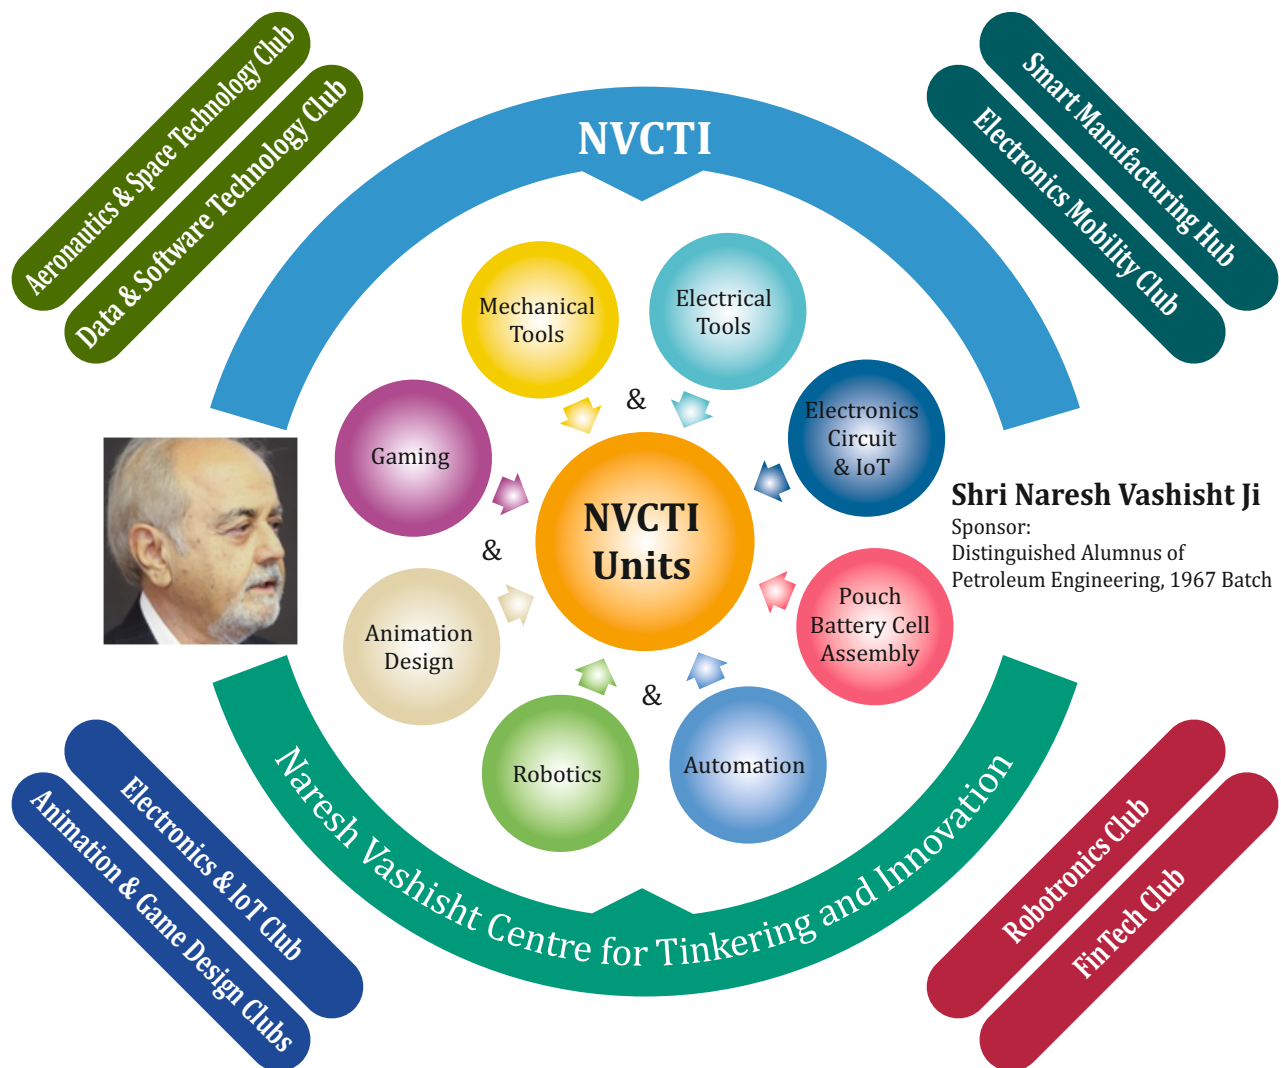 Aeronautics & Space Technology Club
Data & Software Technology Club
Smart Manufacturing Hub
Electronics Mobility Club
NVCTI
Mechanical
Tools
&
Electrical
Tools
Gaming
Electronics
Circuit
& IoT
NVCTI
Units
&
Shri Naresh Vashisht Ji
Sponsor:
Distinguished Alumnus of
Petroleum Engineering, 1967 Batch
Animation
Design
Pouch
Battery Cell
Assembly
Robotics
&
Automation
Naresh Vashisht Centre for Tinkering and Innovation
Electronics & IoT Club
Animation & Game Design Clubs
Robotronics Club
FinTech Club